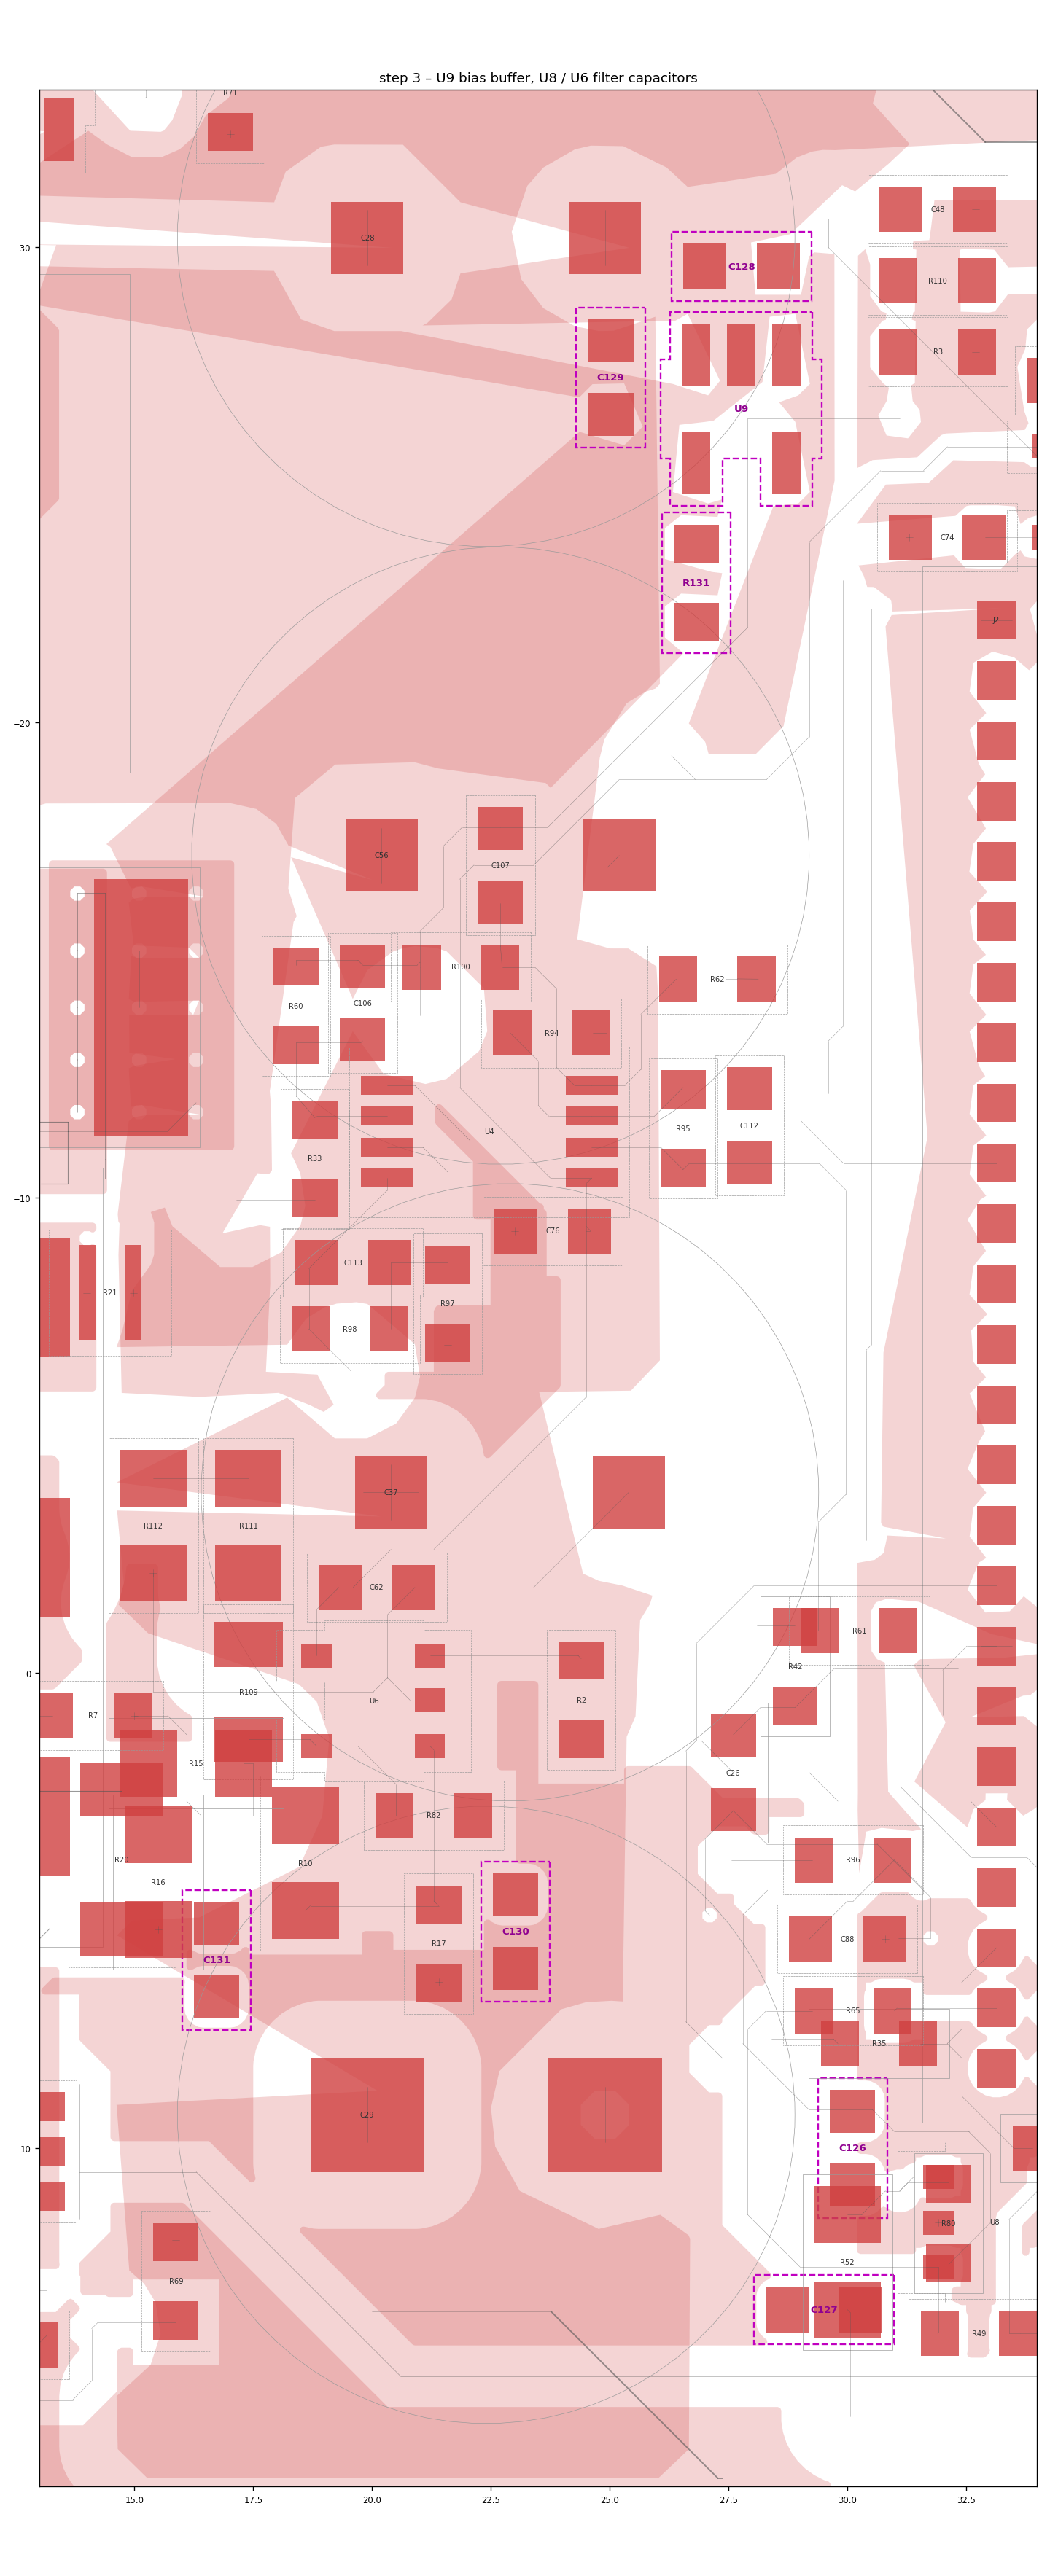 step 3 – U9 bias buffer, U8 / U6 filter capacitors
R71
C48
−30
C28
C128
R110
R3
C129
U9
C74
R131
J2
−20
C56
C107
R100
R62
R60
C106
R94
U4
R95
C112
R33
−10
C76
C113
R21
R97
R98
C37
R112
R111
C62
R61
R42
0
R109
U6
R2
R7
R15
C26
R82
R20
R10
R96
R16
C130
C88
R17
C131
R65
R35
C29
10
C126
R80
U8
R52
R69
C127
R49
15.0
17.5
20.0
22.5
25.0
27.5
30.0
32.5